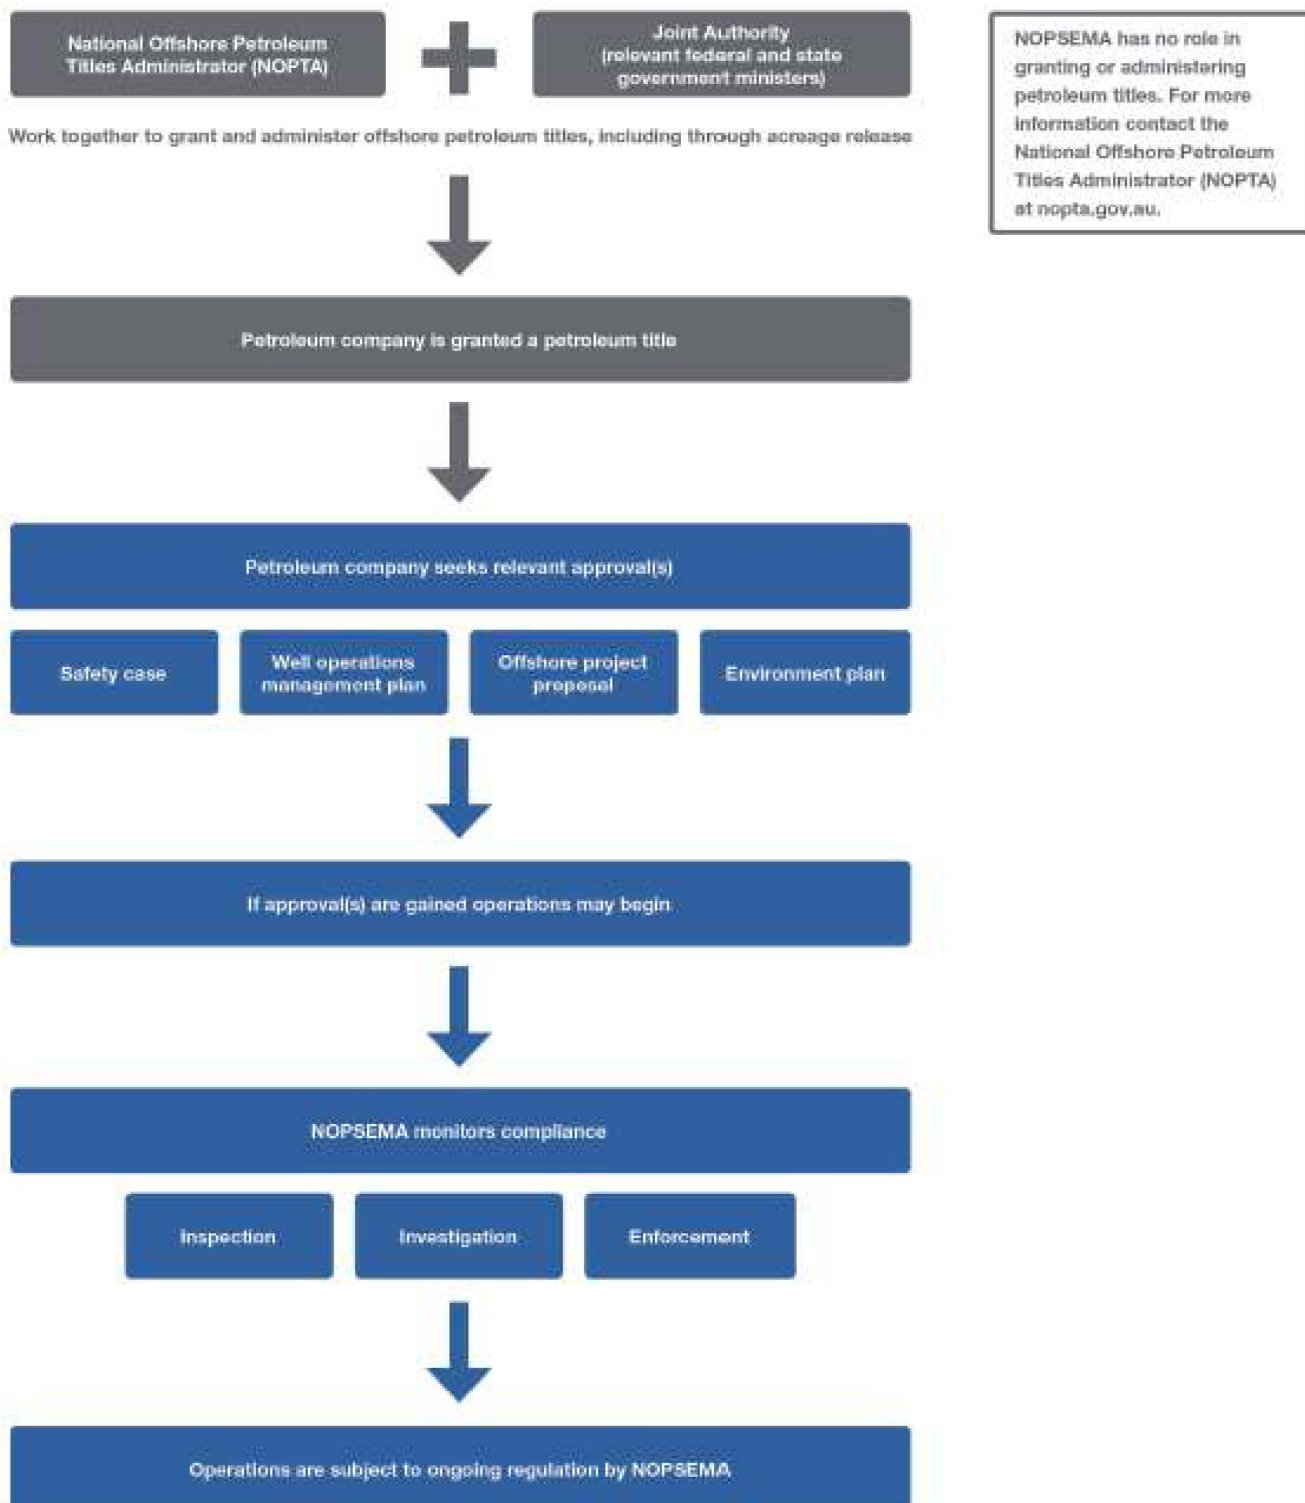 National Offshore Petroleum
Titles Administrator (NOPTA)
Joint Authority
(relevant federal and state
government ministers)
NOPSEMA has no role in
granting or administering
petroleum titles. For more
information contact the
National Offshore Petroleum
Titles Administrator (NOPTA)
at nopta.gov.au.
Work together to grant and administer offshore petroleum titles, including through acreage release
Petroleum company is granted a petroleum title
Petroleum company seeks relevant approval(s)
Safety case
Well operations
management plan
Offshore project
proposal
Environment plan
If approval(s) are gained operations may begin
NOPSEMA monitors compliance
Inspection
Investigation
Enforcement
Operations are subject to ongoing regulation by NOPSEMA